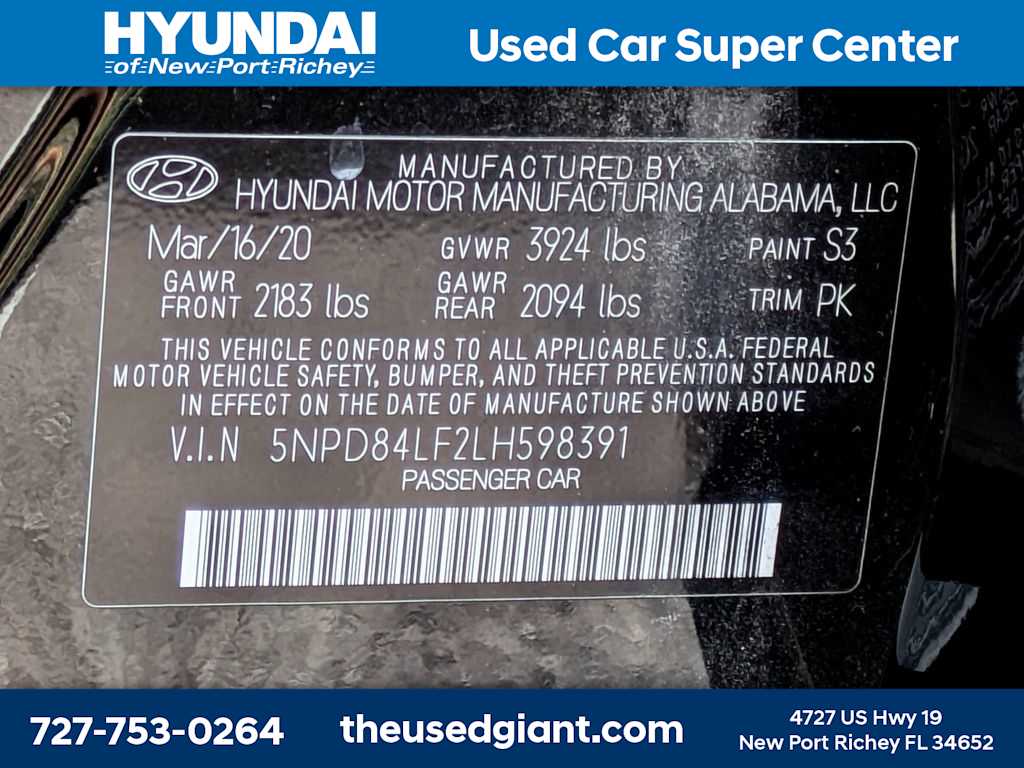 HYUNDAI
of New Port Richey
Used Car Super Center
MANUFACTURED BY
HYUNDAI MOTOR MANUFACTURING ALABAMA, LLC
Mar/16/20 GVWR 3924 lbs PAINT S3
GAWR FRONT 2183 lbs GAWR REAR 2094 lbs TRIM PK
THIS VEHICLE CONFORMS TO ALL APPLICABLE U.S.A. FEDERAL
MOTOR VEHICLE SAFETY, BUMPER, AND THEFT PREVENTION STANDARDS
IN EFFECT ON THE DATE OF MANUFACTURE SHOWN ABOVE
V.I.N 5NPD84LF2LH598391
PASSENGER CAR
727-753-0264
theusedgiant.com
4727 US Hwy 19
New Port Richey FL 34652